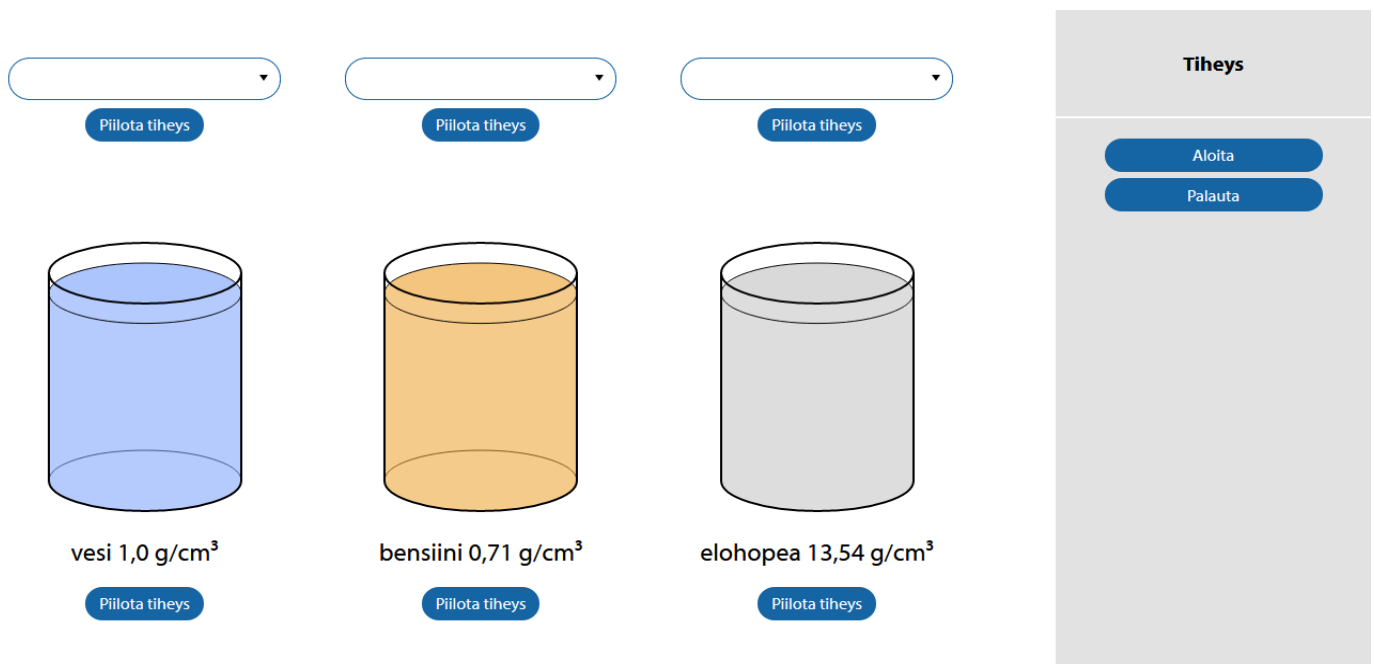 Piilota tiheys
Piilota tiheys
Piilota tiheys
Tiheys
Aloita
Palauta
vesi 1,0 g/cm³
bensiini 0,71 g/cm³
elohopea 13,54 g/cm³
Piilota tiheys
Piilota tiheys
Piilota tiheys